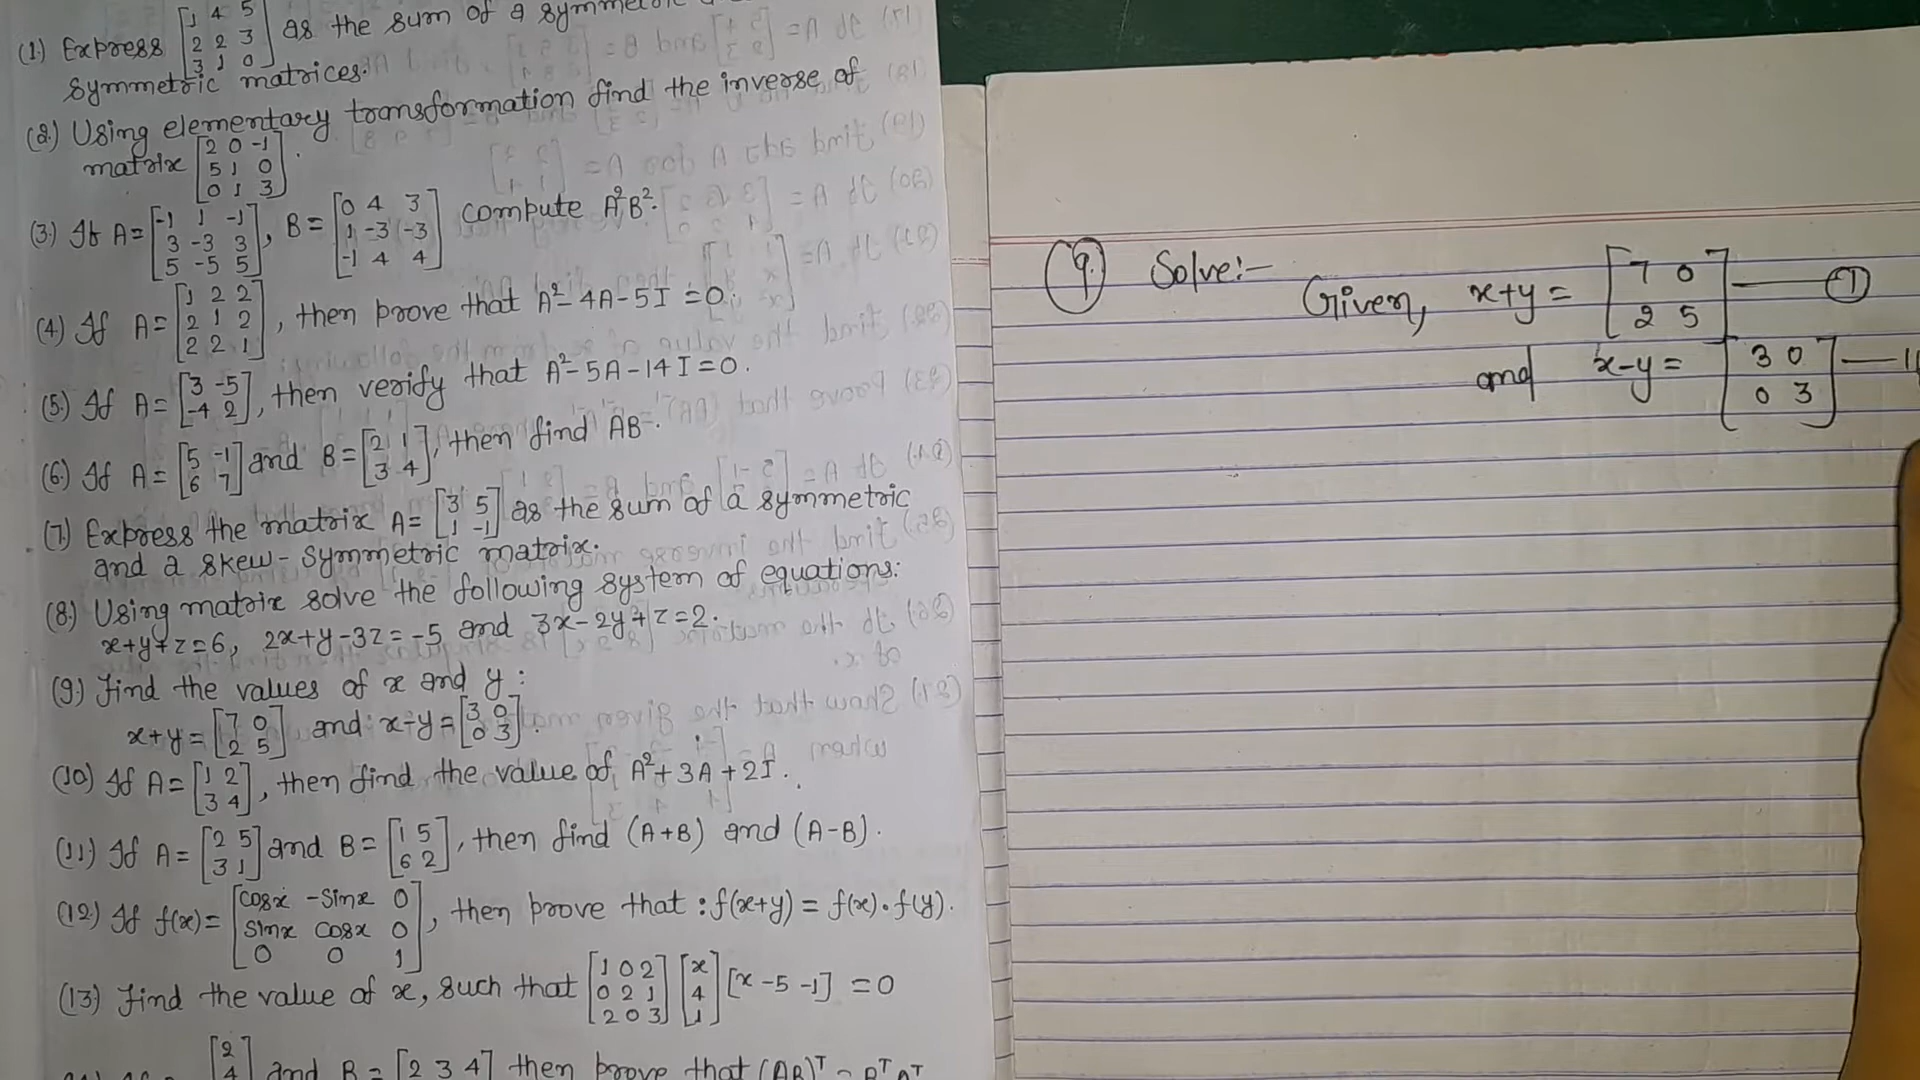 (1.) Express [1 4 5
2 2 3
3 1 0] as the sum of a symmetric
symmetric matrices.
(2.) Using elementary transformation find the inverse of
matrix [2 0 -1
5 1 0
0 1 3].
(3.) If A= [-1 1 -1
3 -3 3
5 -5 5], B= [0 4 3
1 -3 -3
-1 4 4] compute A²B².
(4.) If A= [1 2 2
2 1 2
2 2 1], then prove that A²-4A-5I=0.
(5.) If A= [3 -5
-4 2], then verify that A²-5A-14I=0.
(6.) If A= [5 -1
6 7] and B= [2 1
3 4], then find AB.
(7.) Express the matrix A= [3 5
1 -1] as the sum of a symmetric
and a skew-symmetric matrix.
(8.) Using matrix solve the following system of equations:
x+y+z=6, 2x+y-3z=-5 and 3x-2y+z=2.
(9.) Find the values of x and y:
x+y= [7 0
2 5] and x-y= [3 0
0 3].
(10.) If A= [1 2
3 4], then find the value of A²+3A+2I.
(11.) If A= [2 5
3 1] and B= [1 5
6 2], then find (A+B) and (A-B).
(12.) If f(x)= [cosx -sinx 0
sinx cosx 0
0 0 1], then prove that: f(x+y)=f(x)·f(y).
(13.) Find the value of x, such that [1 0 2
0 2 1
2 0 3] [x
4
1] [x -5 -1] =0
[2
4 and B= [2 3 4] then prove that (AB)ᵀ
(9.) Solve:-
Given, x+y= [7 0
2 5] —— (I)
and x-y= [3 0
0 3] ——